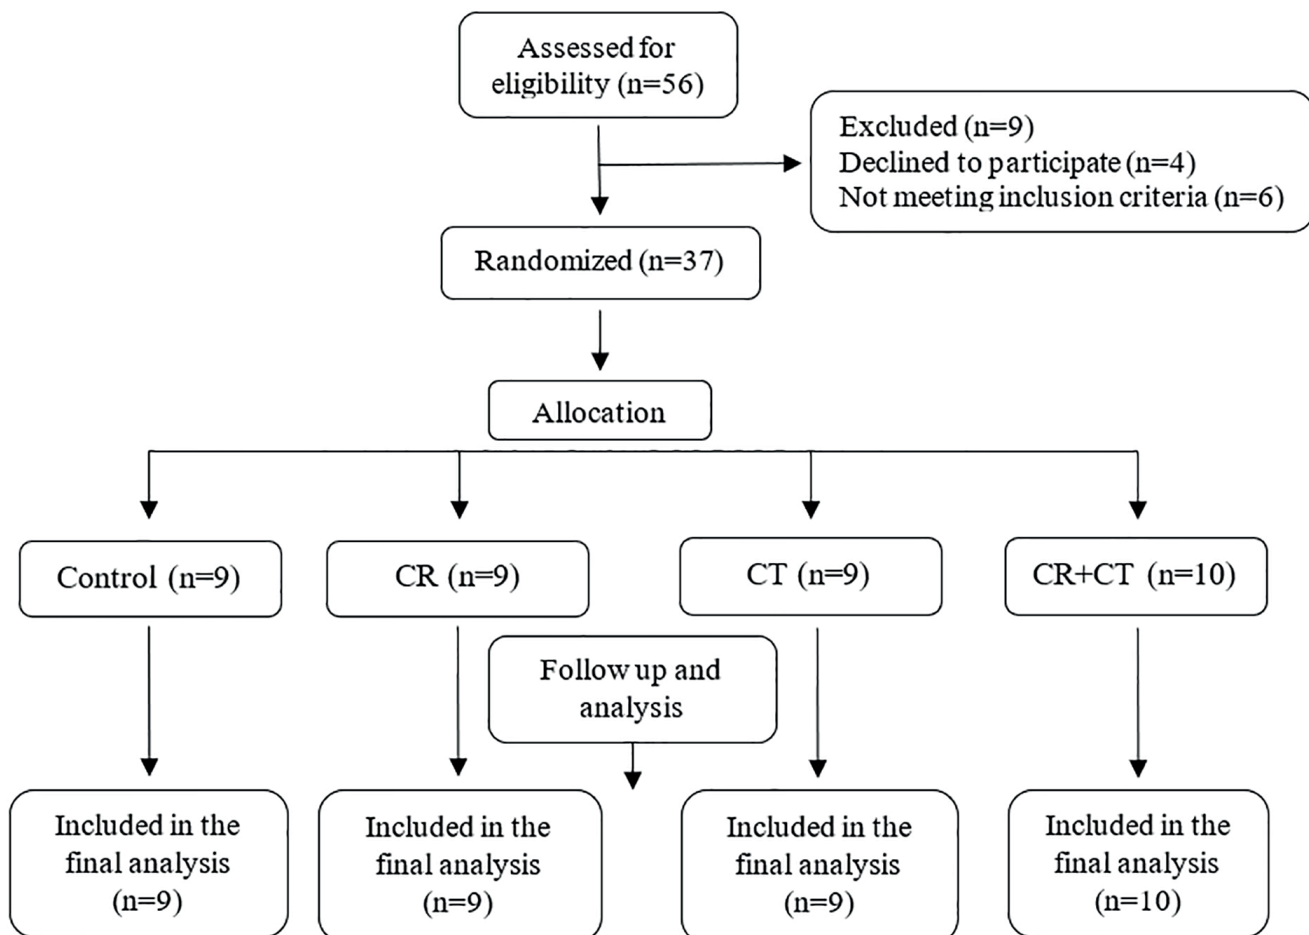 Assessed for
eligibility (n=56)
Excluded (n=9)
Declined to participate (n=4)
Not meeting inclusion criteria (n=6)
Randomized (n=37)
Allocation
Control (n=9)
CR (n=9)
CT (n=9)
CR+CT (n=10)
Follow up and
analysis
Included in the
final analysis
(n=9)
Included in the
final analysis
(n=9)
Included in the
final analysis
(n=9)
Included in the
final analysis
(n=10)